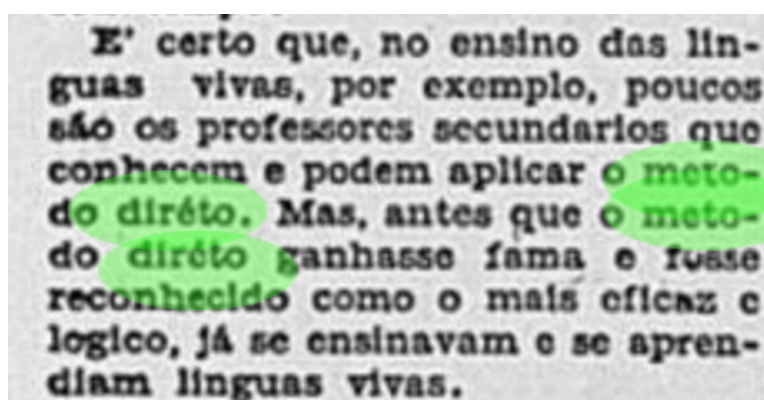 E' certo que, no ensino das lin-
guas vivas, por exemplo, poucos
são os professores secundarios que
conhecem e podem aplicar o meto-
do diréto. Mas, antes que o meto-
do diréto ganhasse fama e fosse
reconhecido como o mais eficaz e
logico, já se ensinavam e se apren-
diam linguas vivas.